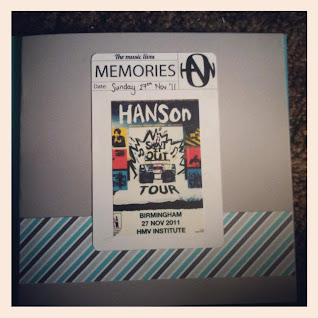 The music lives
MEMORIES
Date: Sunday 27th Nov '11
HANSON
SHOUT
IT
OUT
TOUR
BIRMINGHAM
27 NOV 2011
HMV INSTITUTE